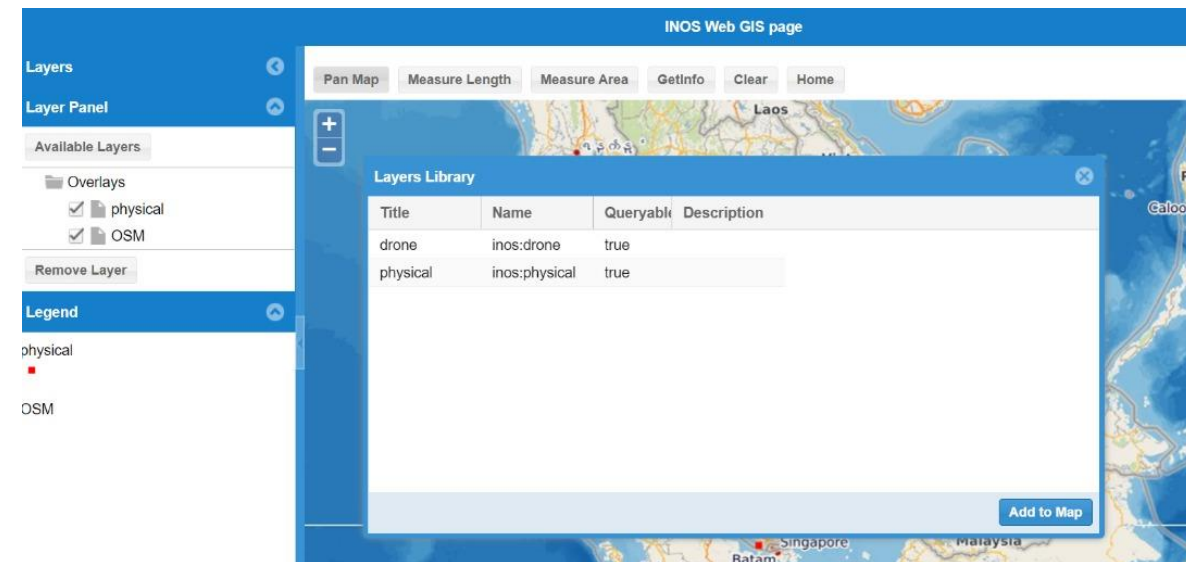 INOS Web GIS page
Layers
Layer Panel
Available Layers
Overlays
physical
OSM
Remove Layer
Legend
physical
OSM
Pan Map Measure Length Measure Area GetInfo Clear Home
+
−
Laos
Layers Library
Title Name Queryable Description
drone inos:drone true
physical inos:physical true
Add to Map
Singapore
Malaysia
Batam